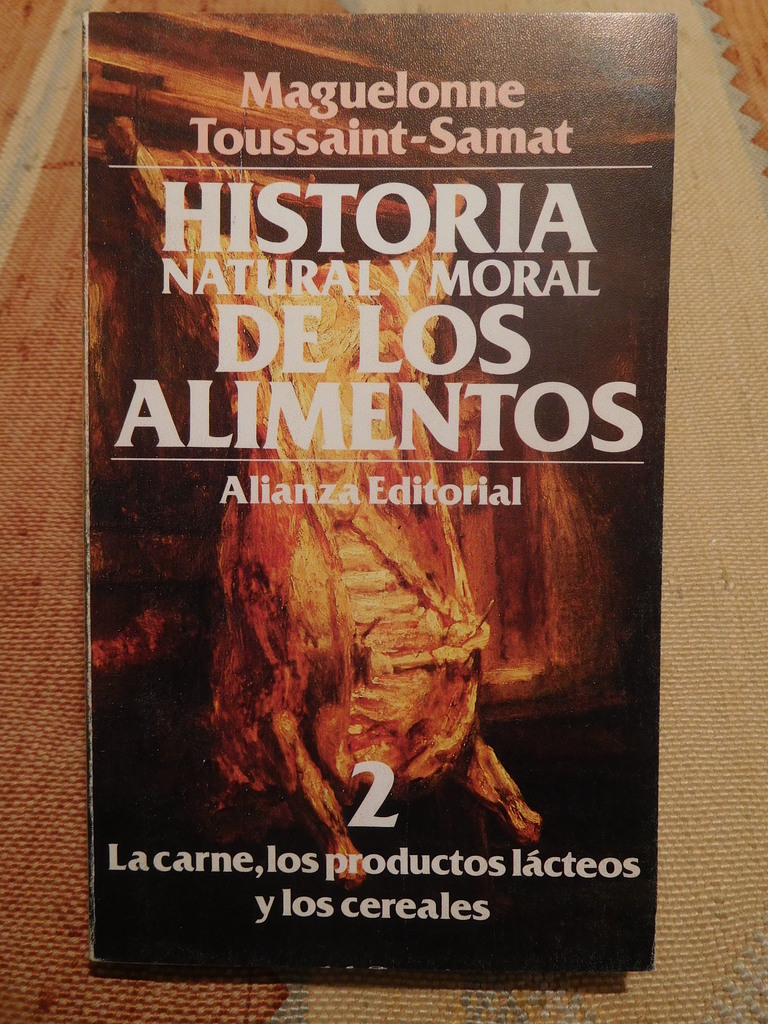 Maguelonne
Toussaint-Samat
HISTORIA
NATURAL Y MORAL
DE LOS
ALIMENTOS
Alianza Editorial
2
La carne, los productos lácteos
y los cereales